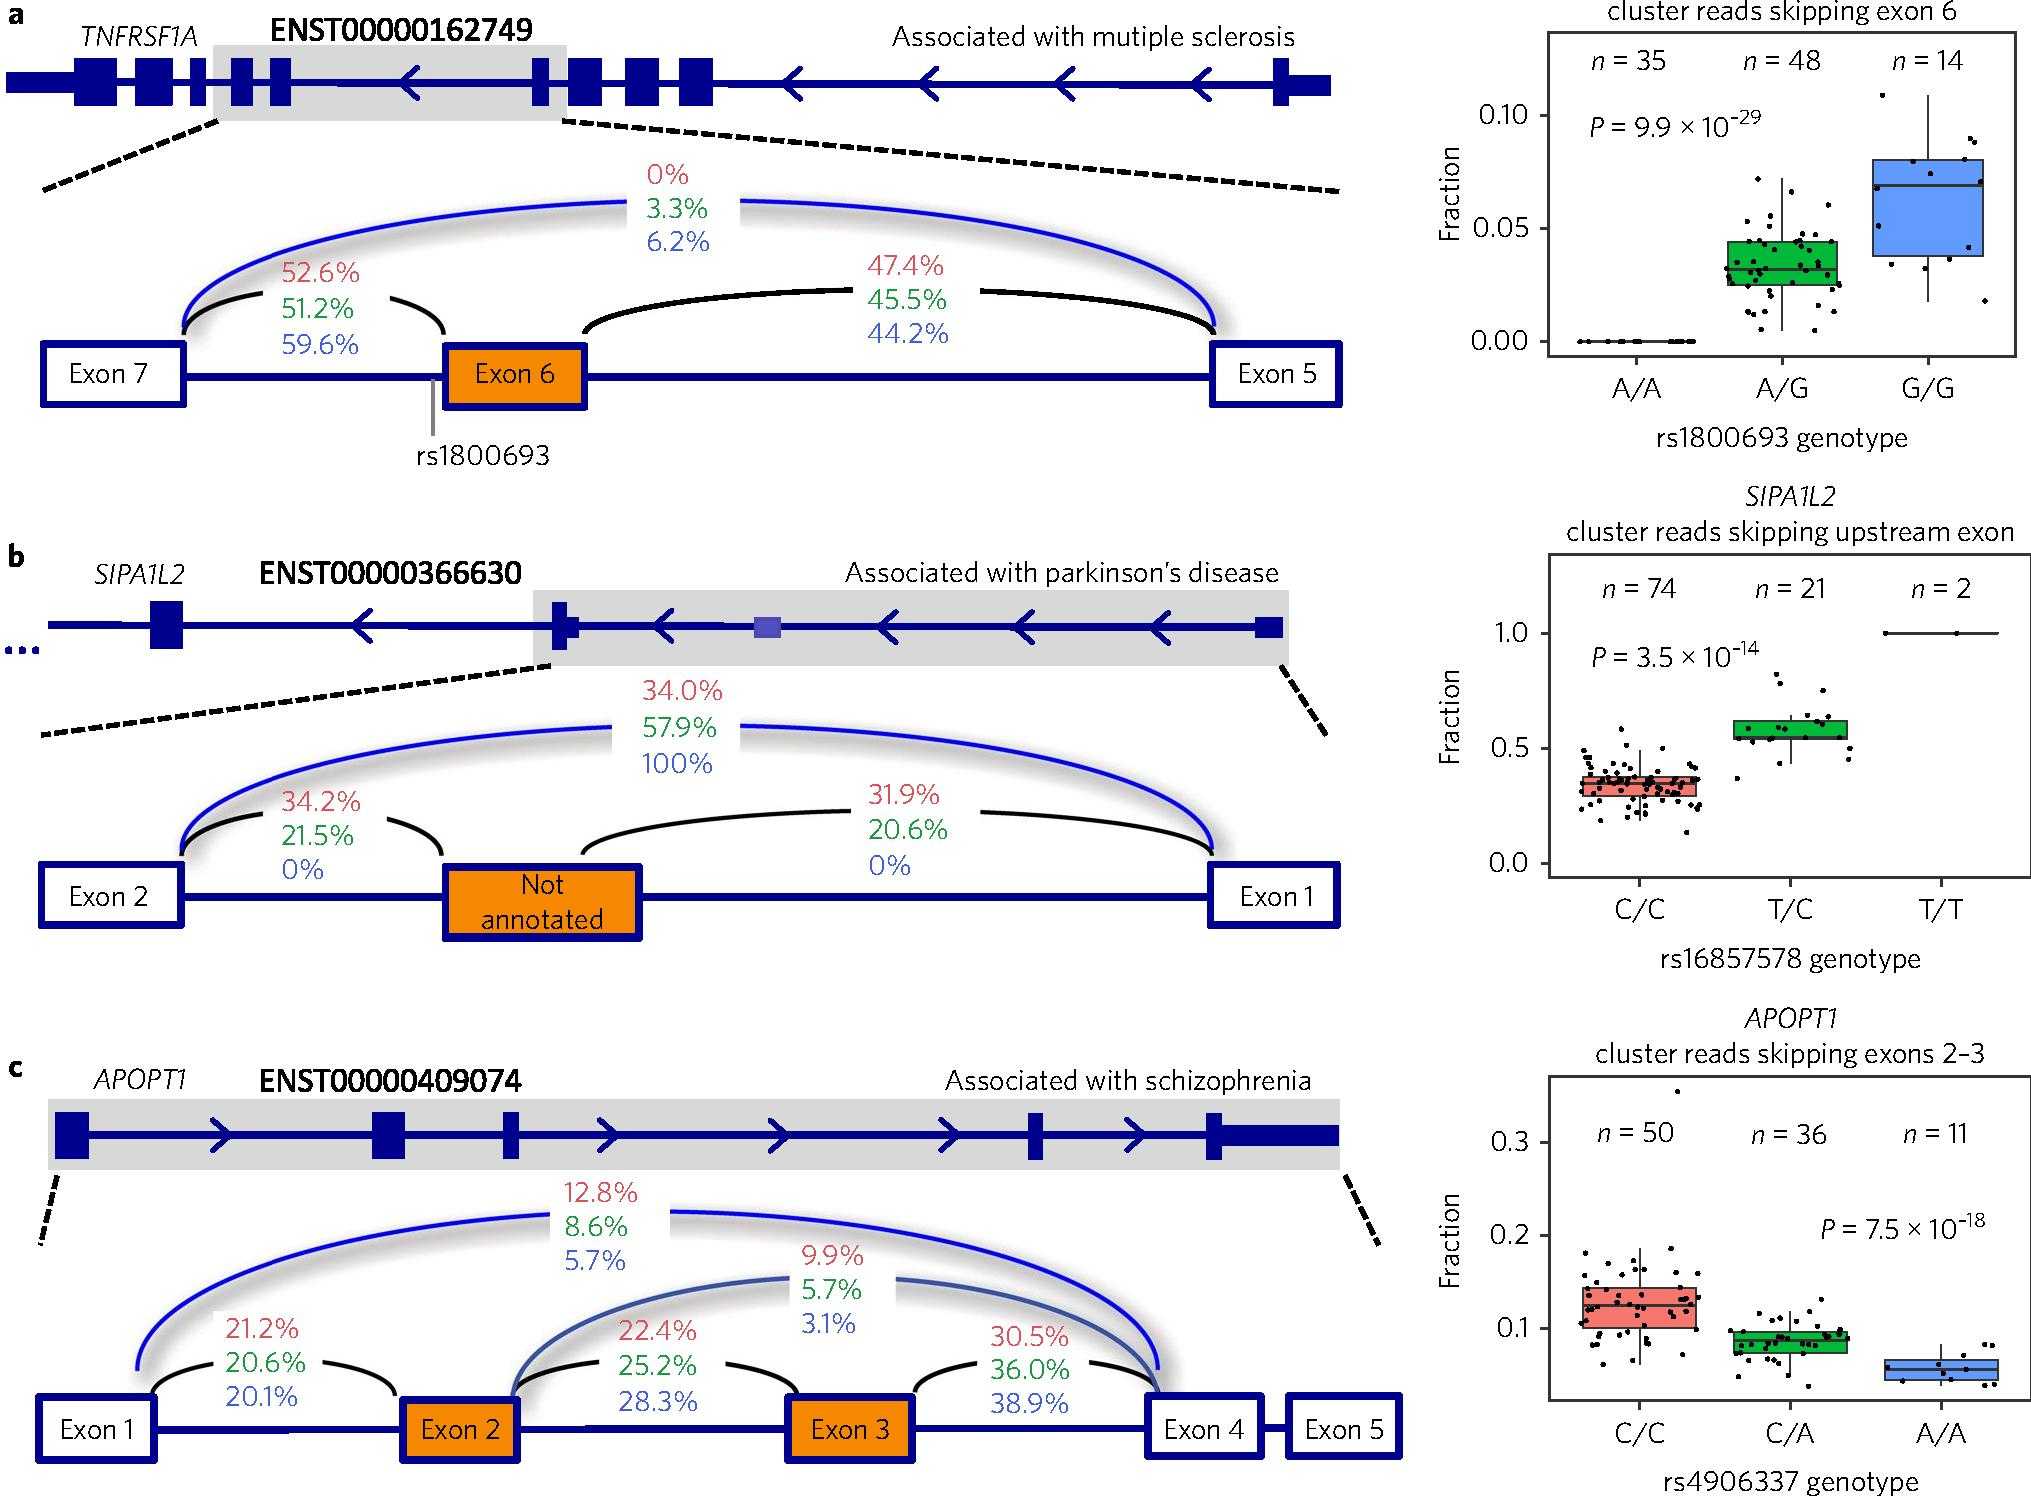 a
TNFRSF1A
ENST00000162749
Associated with mutiple sclerosis
0%
3.3%
6.2%
52.6%
51.2%
59.6%
47.4%
45.5%
44.2%
Exon 7
Exon 6
Exon 5
rs1800693
cluster reads skipping exon 6
n = 35
n = 48
n = 14
P = 9.9 × 10⁻²⁹
Fraction
0.10
0.05
0.00
A/A
A/G
G/G
rs1800693 genotype
b
SIPA1L2
ENST00000366630
Associated with parkinson's disease
34.0%
57.9%
100%
34.2%
21.5%
0%
31.9%
20.6%
0%
Exon 2
Not
annotated
Exon 1
SIPA1L2
cluster reads skipping upstream exon
n = 74
n = 21
n = 2
P = 3.5 × 10⁻¹⁴
Fraction
1.0
0.5
0.0
C/C
T/C
T/T
rs16857578 genotype
c
APOPT1
ENST00000409074
Associated with schizophrenia
12.8%
8.6%
5.7%
9.9%
5.7%
3.1%
21.2%
20.6%
20.1%
22.4%
25.2%
28.3%
30.5%
36.0%
38.9%
Exon 1
Exon 2
Exon 3
Exon 4
Exon 5
APOPT1
cluster reads skipping exons 2–3
n = 50
n = 36
n = 11
P = 7.5 × 10⁻¹⁸
Fraction
0.3
0.2
0.1
C/C
C/A
A/A
rs4906337 genotype